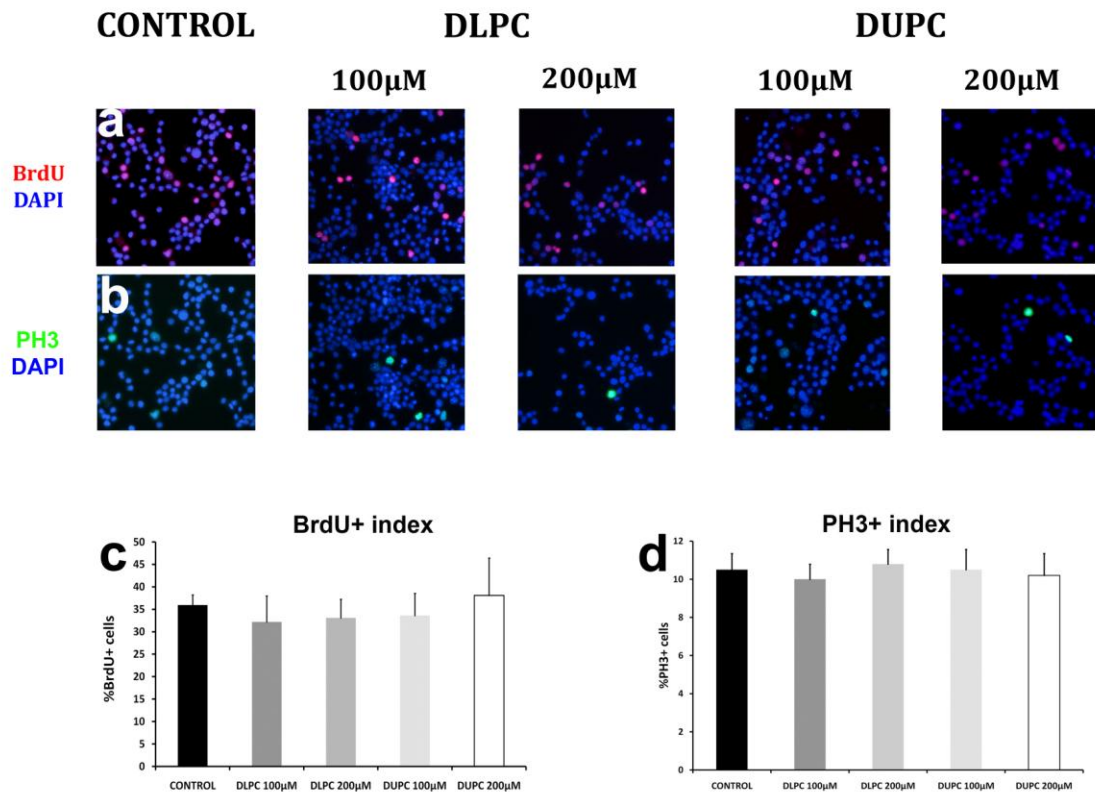 CONTROL DLPC DUPC
100μM 200μM 100μM 200μM
a
BrdU
DAPI
b
PH3
DAPI
c
BrdU+ index
%BrdU+ cells
50
45
40
35
30
25
20
15
10
5
0
CONTROL DLPC 100μM DLPC 200μM DUPC 100μM DUPC 200μM
d
PH3+ index
%PH3+ cells
12
10
8
6
4
2
0
CONTROL DLPC 100μM DLPC 200μM DUPC 100μM DUPC 200μM